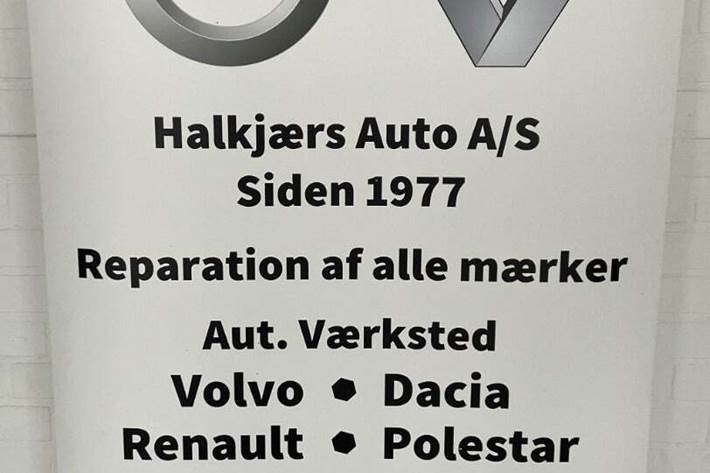 Halkjærs Auto A/S
Siden 1977
Reparation af alle mærker
Aut. Værksted
Volvo ⬢ Dacia
Renault ⬢ Polestar